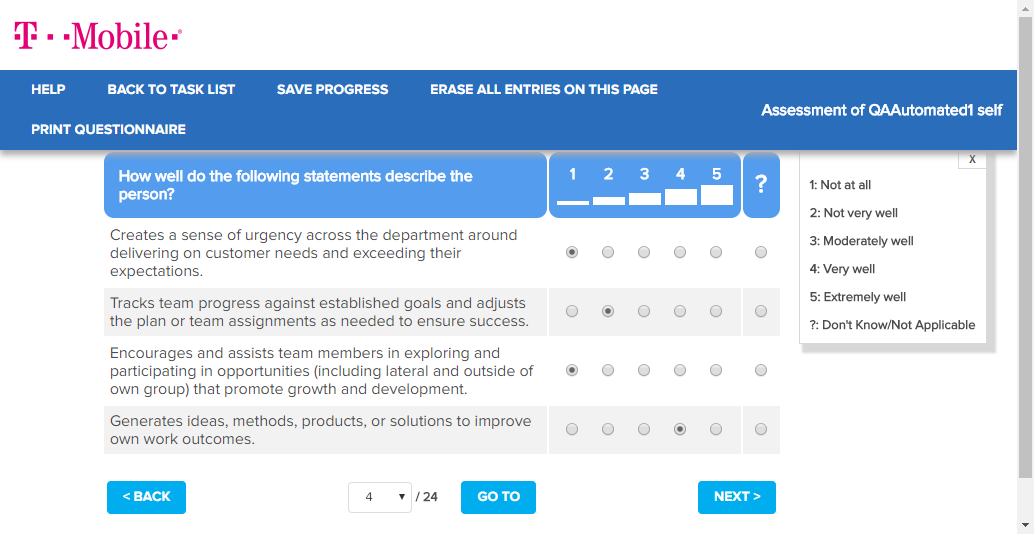 T··Mobile·®
HELP
BACK TO TASK LIST
SAVE PROGRESS
ERASE ALL ENTRIES ON THIS PAGE
PRINT QUESTIONNAIRE
Assessment of QAAutomated1 self
How well do the following statements describe the
person?
1 2 3 4 5
?
Creates a sense of urgency across the department around
delivering on customer needs and exceeding their
expectations.
Tracks team progress against established goals and adjusts
the plan or team assignments as needed to ensure success.
Encourages and assists team members in exploring and
participating in opportunities (including lateral and outside of
own group) that promote growth and development.
Generates ideas, methods, products, or solutions to improve
own work outcomes.
X
1: Not at all
2: Not very well
3: Moderately well
4: Very well
5: Extremely well
?: Don't Know/Not Applicable
< BACK
4 / 24
GO TO
NEXT >